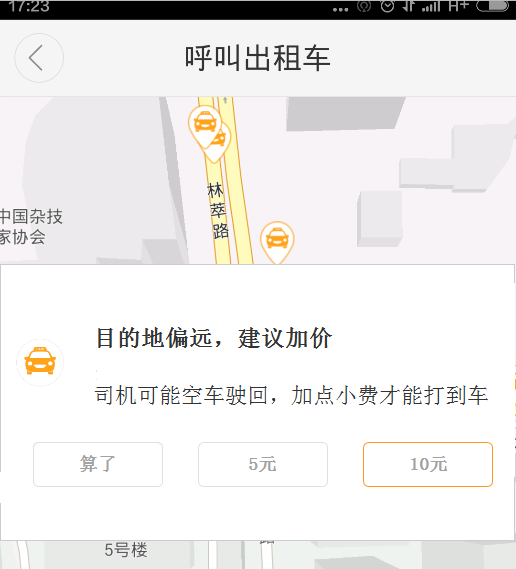 17:23
... H+
呼叫出租车
林萃路
中国杂技
家协会
目的地偏远，建议加价
司机可能空车驶回，加点小费才能打到车
算了
5元
10元
路
5号楼